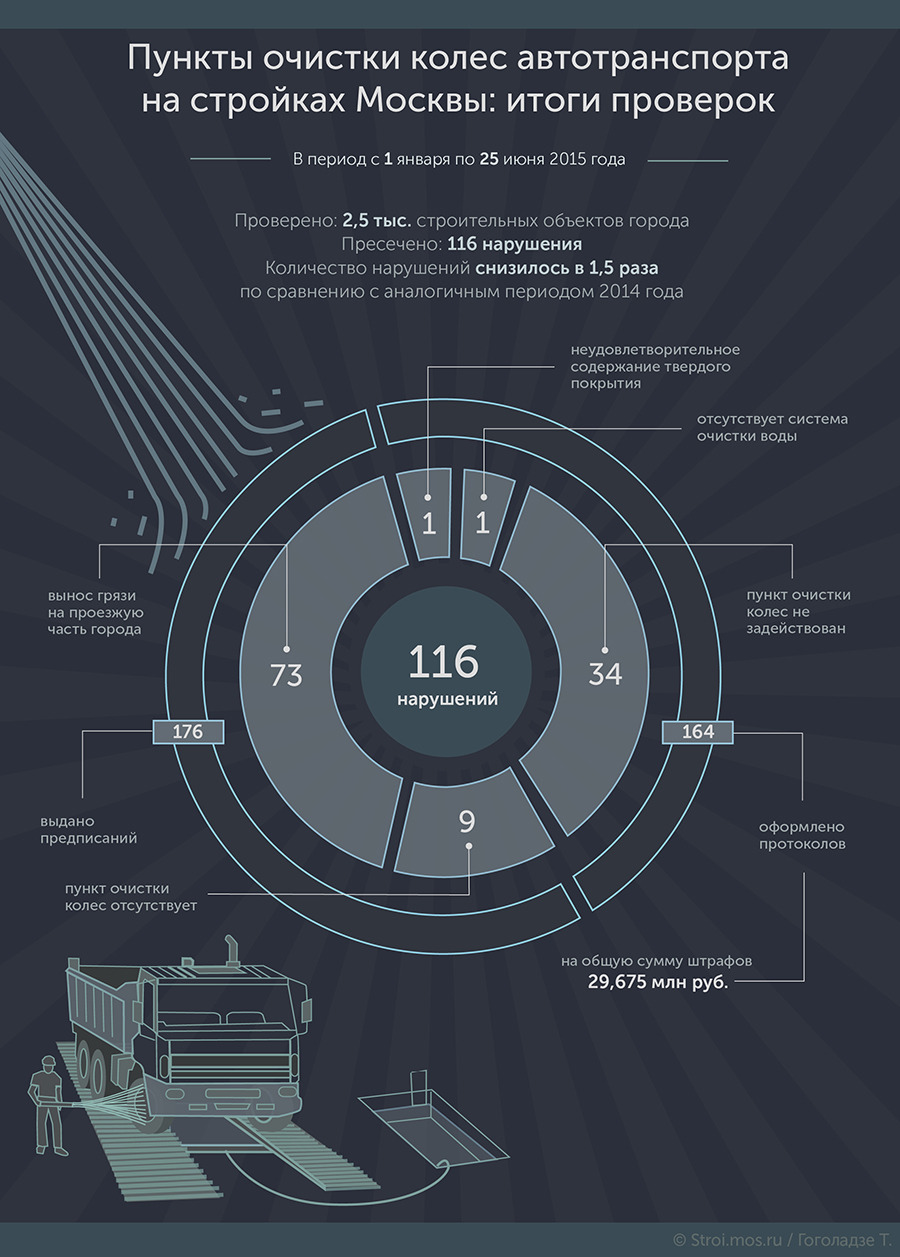 Пункты очистки колес автотранспорта
на стройках Москвы: итоги проверок
В период с 1 января по 25 июня 2015 года
Проверено: 2,5 тыс. строительных объектов города
Пресечено: 116 нарушения
Количество нарушений снизилось в 1,5 раза
по сравнению с аналогичным периодом 2014 года
неудовлетворительное
содержание твердого
покрытия
отсутствует система
очистки воды
1
1
вынос грязи
на проезжую
часть города
пункт очистки
колес не
задействован
73
116
нарушений
34
176
164
выдано
предписаний
9
оформлено
протоколов
пункт очистки
колес отсутствует
на общую сумму штрафов
29,675 млн руб.
© Stroi.mos.ru / Гоголадзе Т.